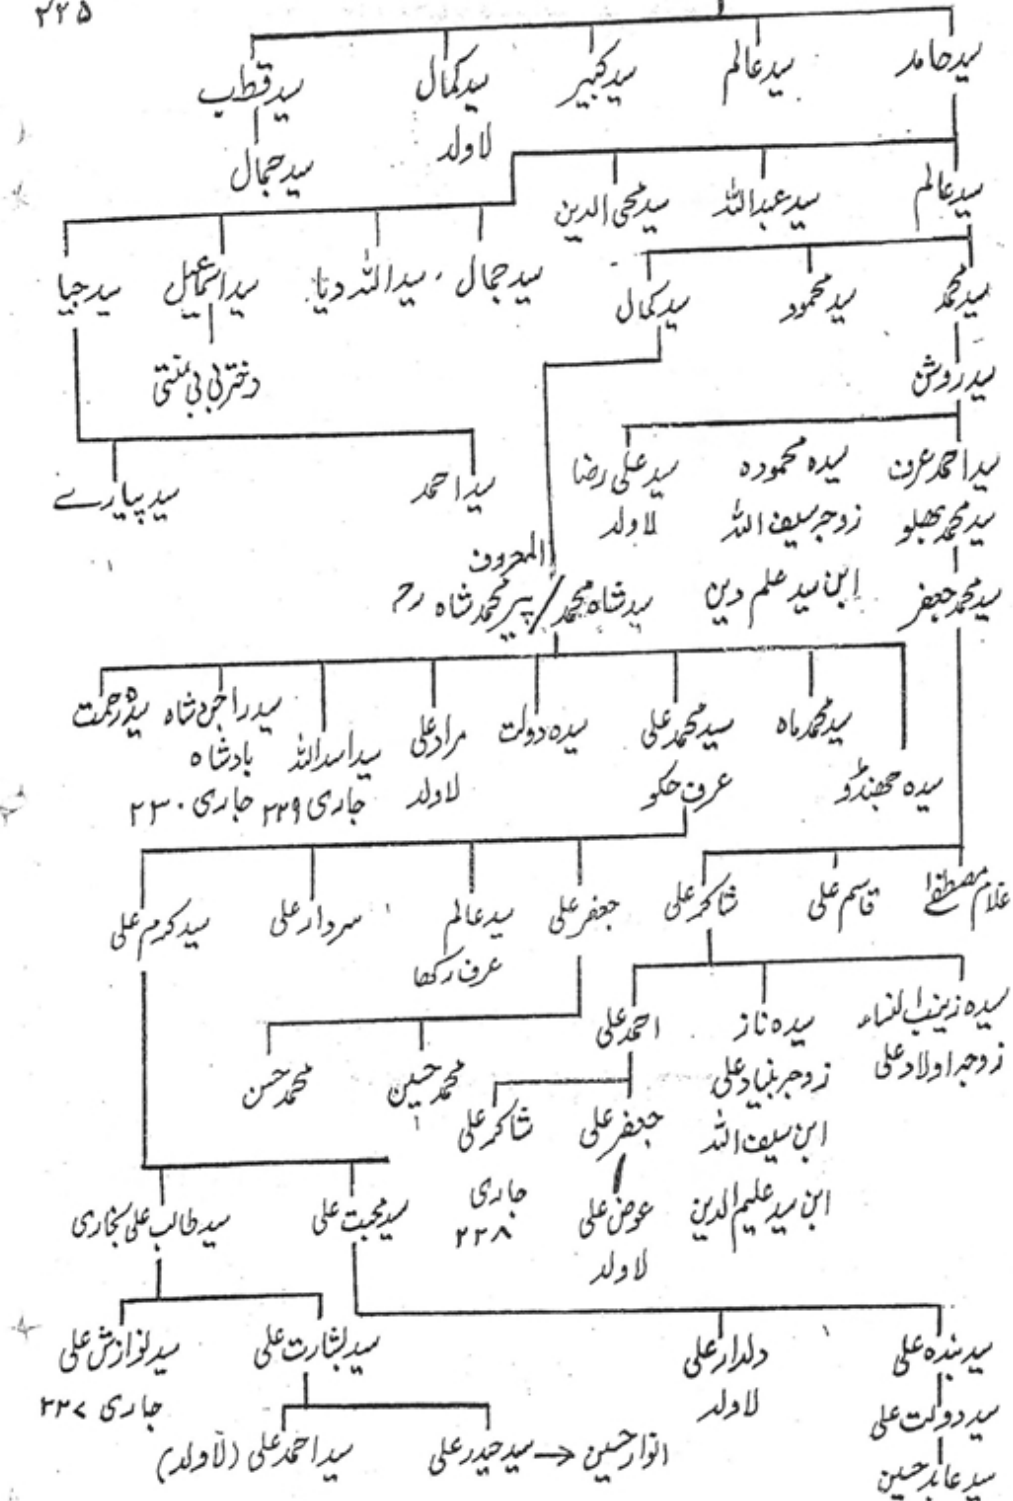 ۲۲۵
سید حامد سید عالم سید کبیر سید کمال سید قطب
لاولد
سید جمال
سید عالم سید عبداللہ سید محی الدین
سید جمال سید اللہ دیا سید اسماعیل سید جیا
سید محمد سید محمود سید کمال
دختر بی بی منتی
سید روشن
سید احمد عرف سیدہ محمودہ سید علی رضا
سید محمد بھلو زوجہ سیف اللہ لاولد
سید احمد سید پیارے
سید محمد جعفر ابن سید علم دین
المعروف
سید شاہ محمد / پیر محمد شاہ رح
سیدہ جھنڈو سید محمد ماہ سید محمد علی سیدہ دولت مراد علی سید اسد اللہ سید راجن شاہ سیدہ رحمت
عرف حکو لاولد جاری ۲۲۹ بادشاہ
جاری ۲۳۰
غلام مصطفےٰ قاسم علی شاکر علی جعفر علی سید عالم سردار علی سید کرم علی
عرف رکھا
سیدہ زینب النساء سیدہ ناز احمد علی
زوجہ اولاد علی زوجہ بنیاد علی
محمد حسین محمد حسن
ابن سیف اللہ جعفر علی شاکر علی
ابن سید علیم الدین عوض علی جاری
لاولد ۲۲۸
سید محبت علی سید طالب علی بخاری
سید بندہ علی دلدار علی سید بشارت علی سید نوازش علی
سید دولت علی لاولد جاری ۲۲۷
سید عابد حسین
انوار حسین ← سید حیدر علی سید احمد علی (لاولد)